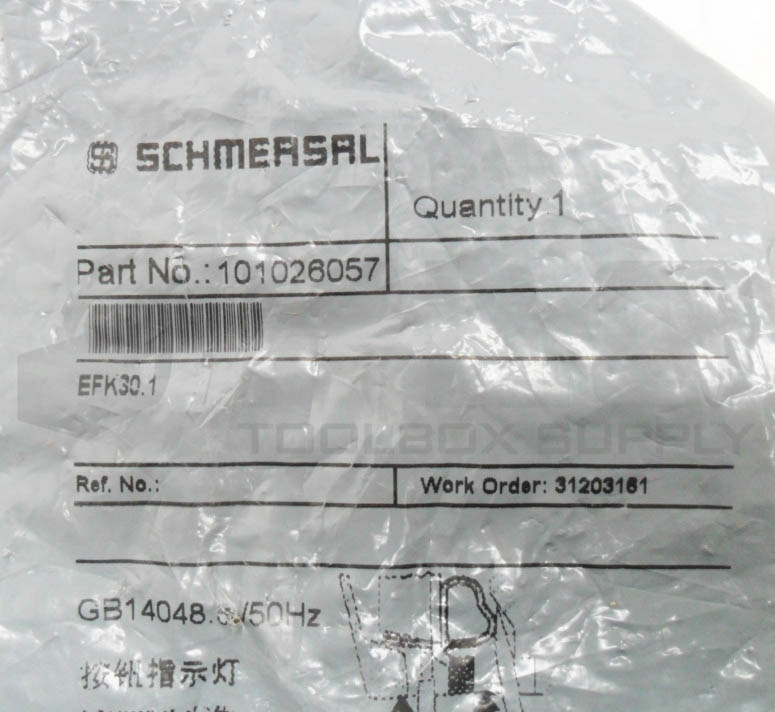 SCHMERSAL
Quantity 1
Part No.: 101026057
EFK30.1
TOOLBOX SUPPLY
Ref. No.:
Work Order: 31203161
GB14048. /50Hz
按钮指示灯